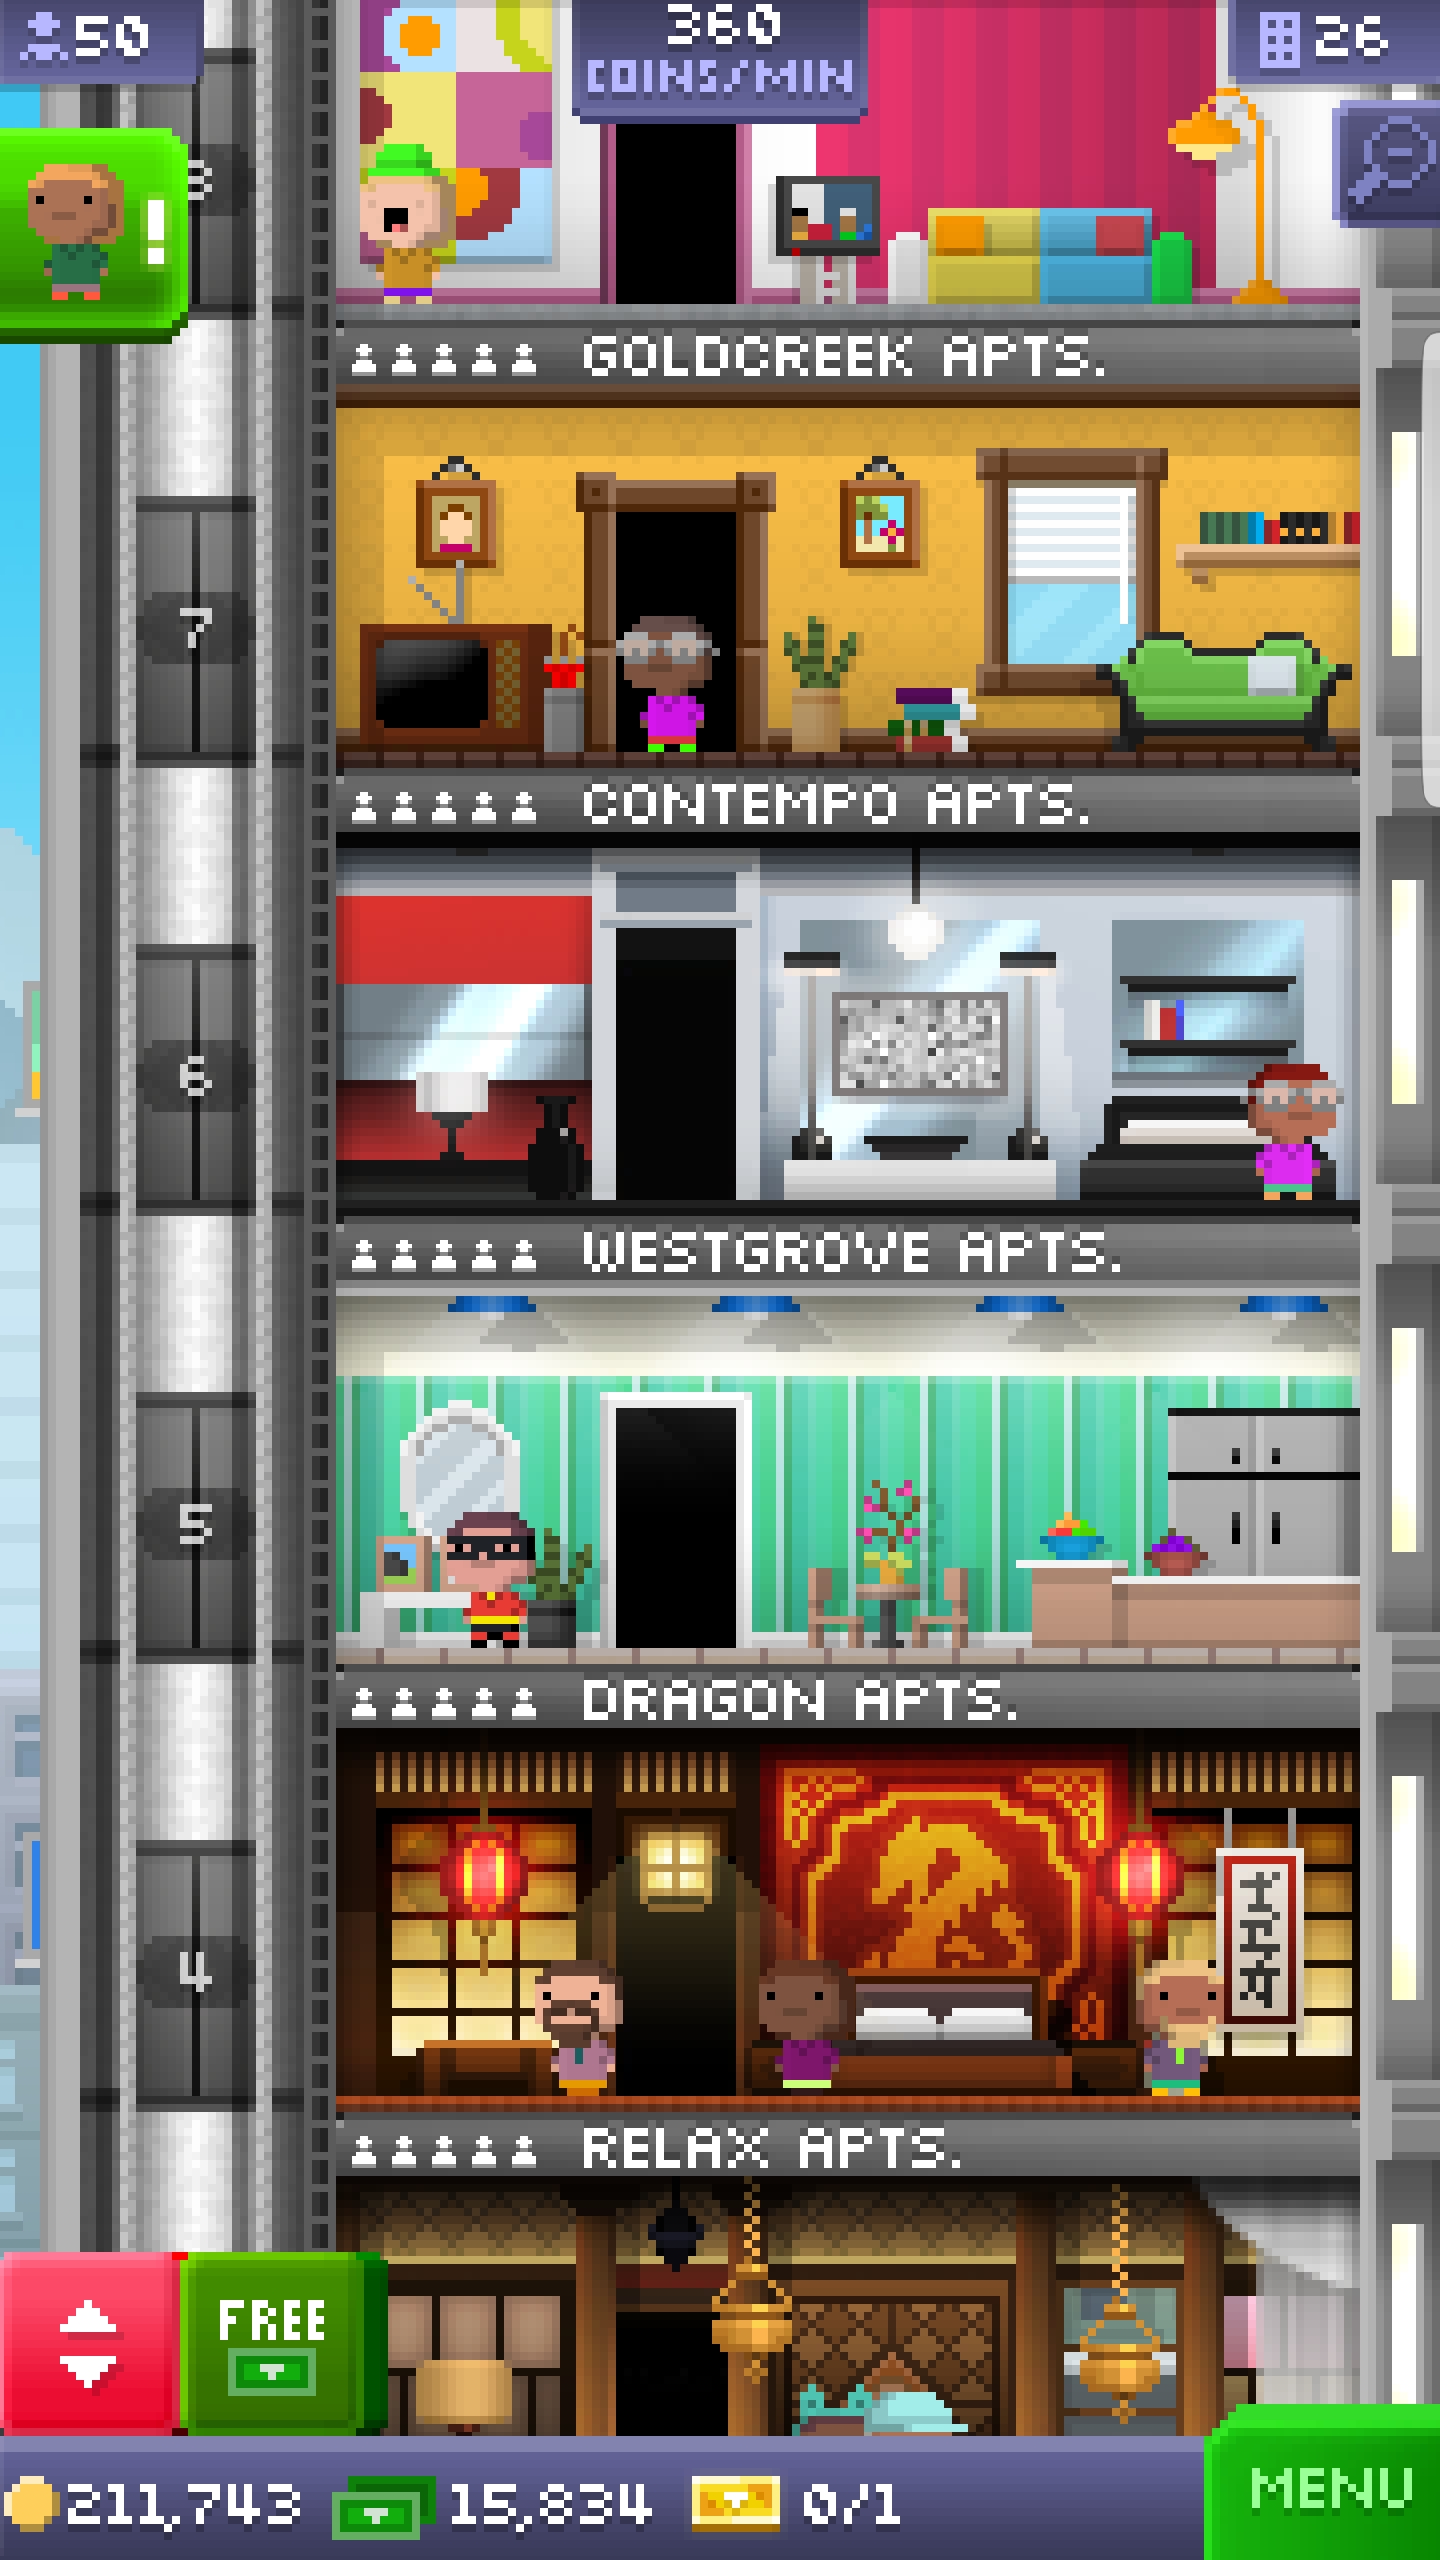 50
360
COINS/MIN
26
!
GOLDCREEK APTS.
7
CONTEMPO APTS.
6
WESTGROVE APTS.
5
DRAGON APTS.
4
RELAX APTS.
FREE
211,743
15,834
0/1
MENU